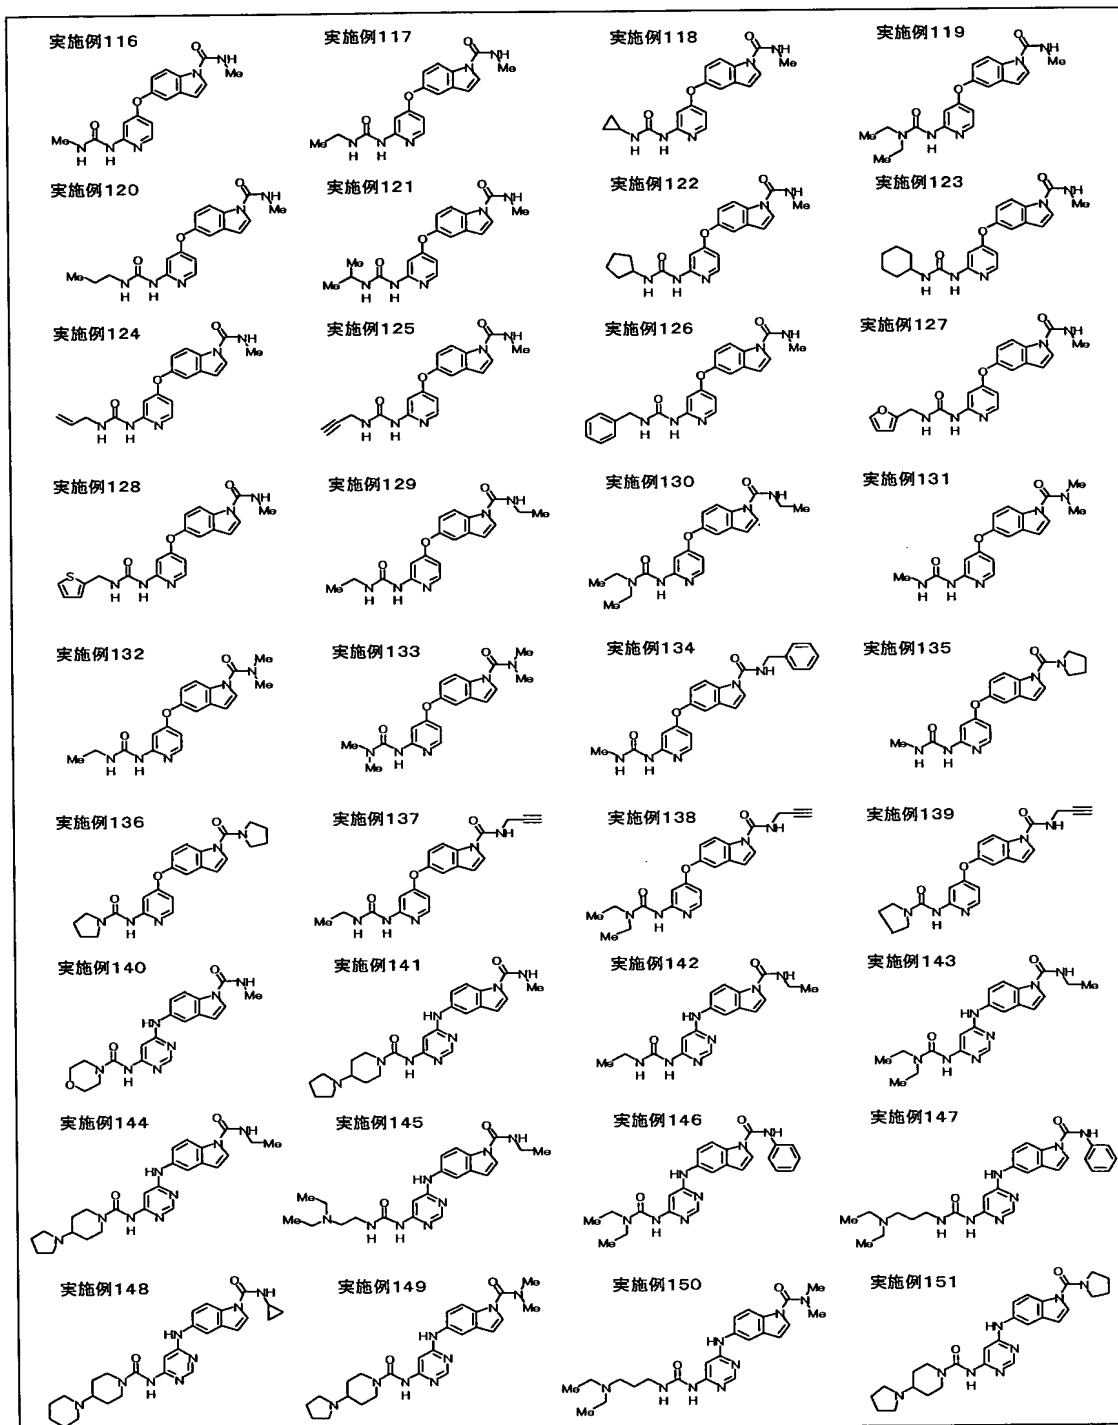 実施例116 実施例117 実施例118 実施例119
実施例120 実施例121 実施例122 実施例123
実施例124 実施例125 実施例126 実施例127
実施例128 実施例129 実施例130 実施例131
実施例132 実施例133 実施例134 実施例135
実施例136 実施例137 実施例138 実施例139
実施例140 実施例141 実施例142 実施例143
実施例144 実施例145 実施例146 実施例147
実施例148 実施例149 実施例150 実施例151